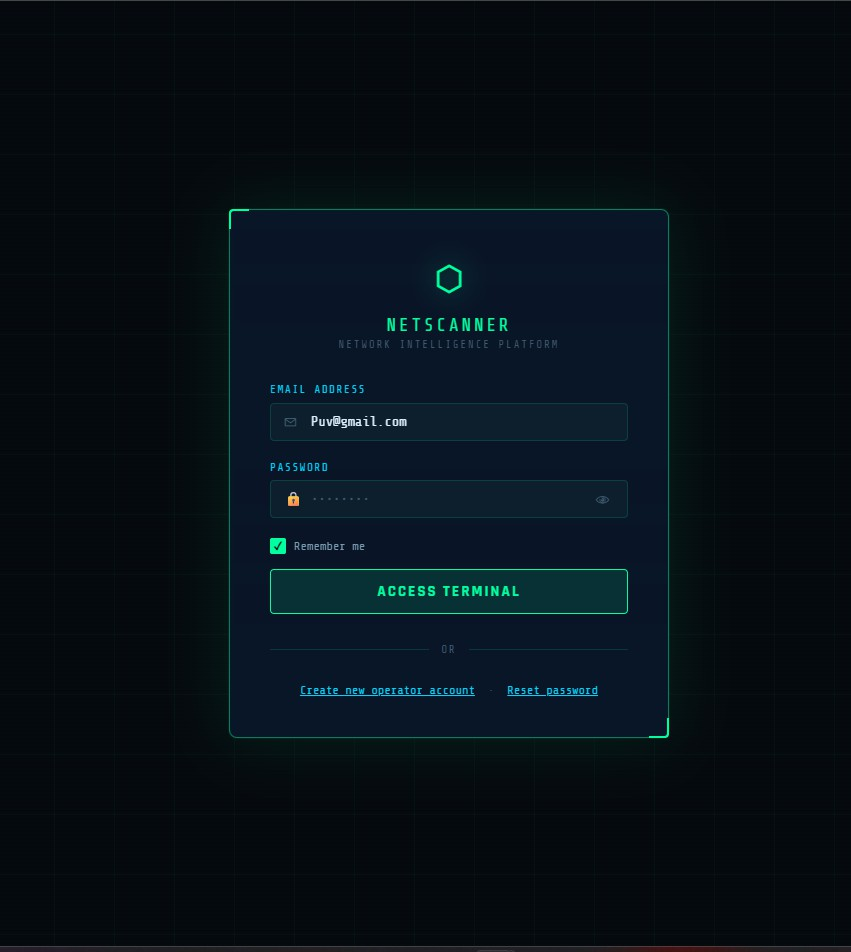 NETSCANNER
NETWORK INTELLIGENCE PLATFORM
EMAIL ADDRESS
Puv@gmail.com
PASSWORD
········
Remember me
ACCESS TERMINAL
OR
Create new operator account · Reset password